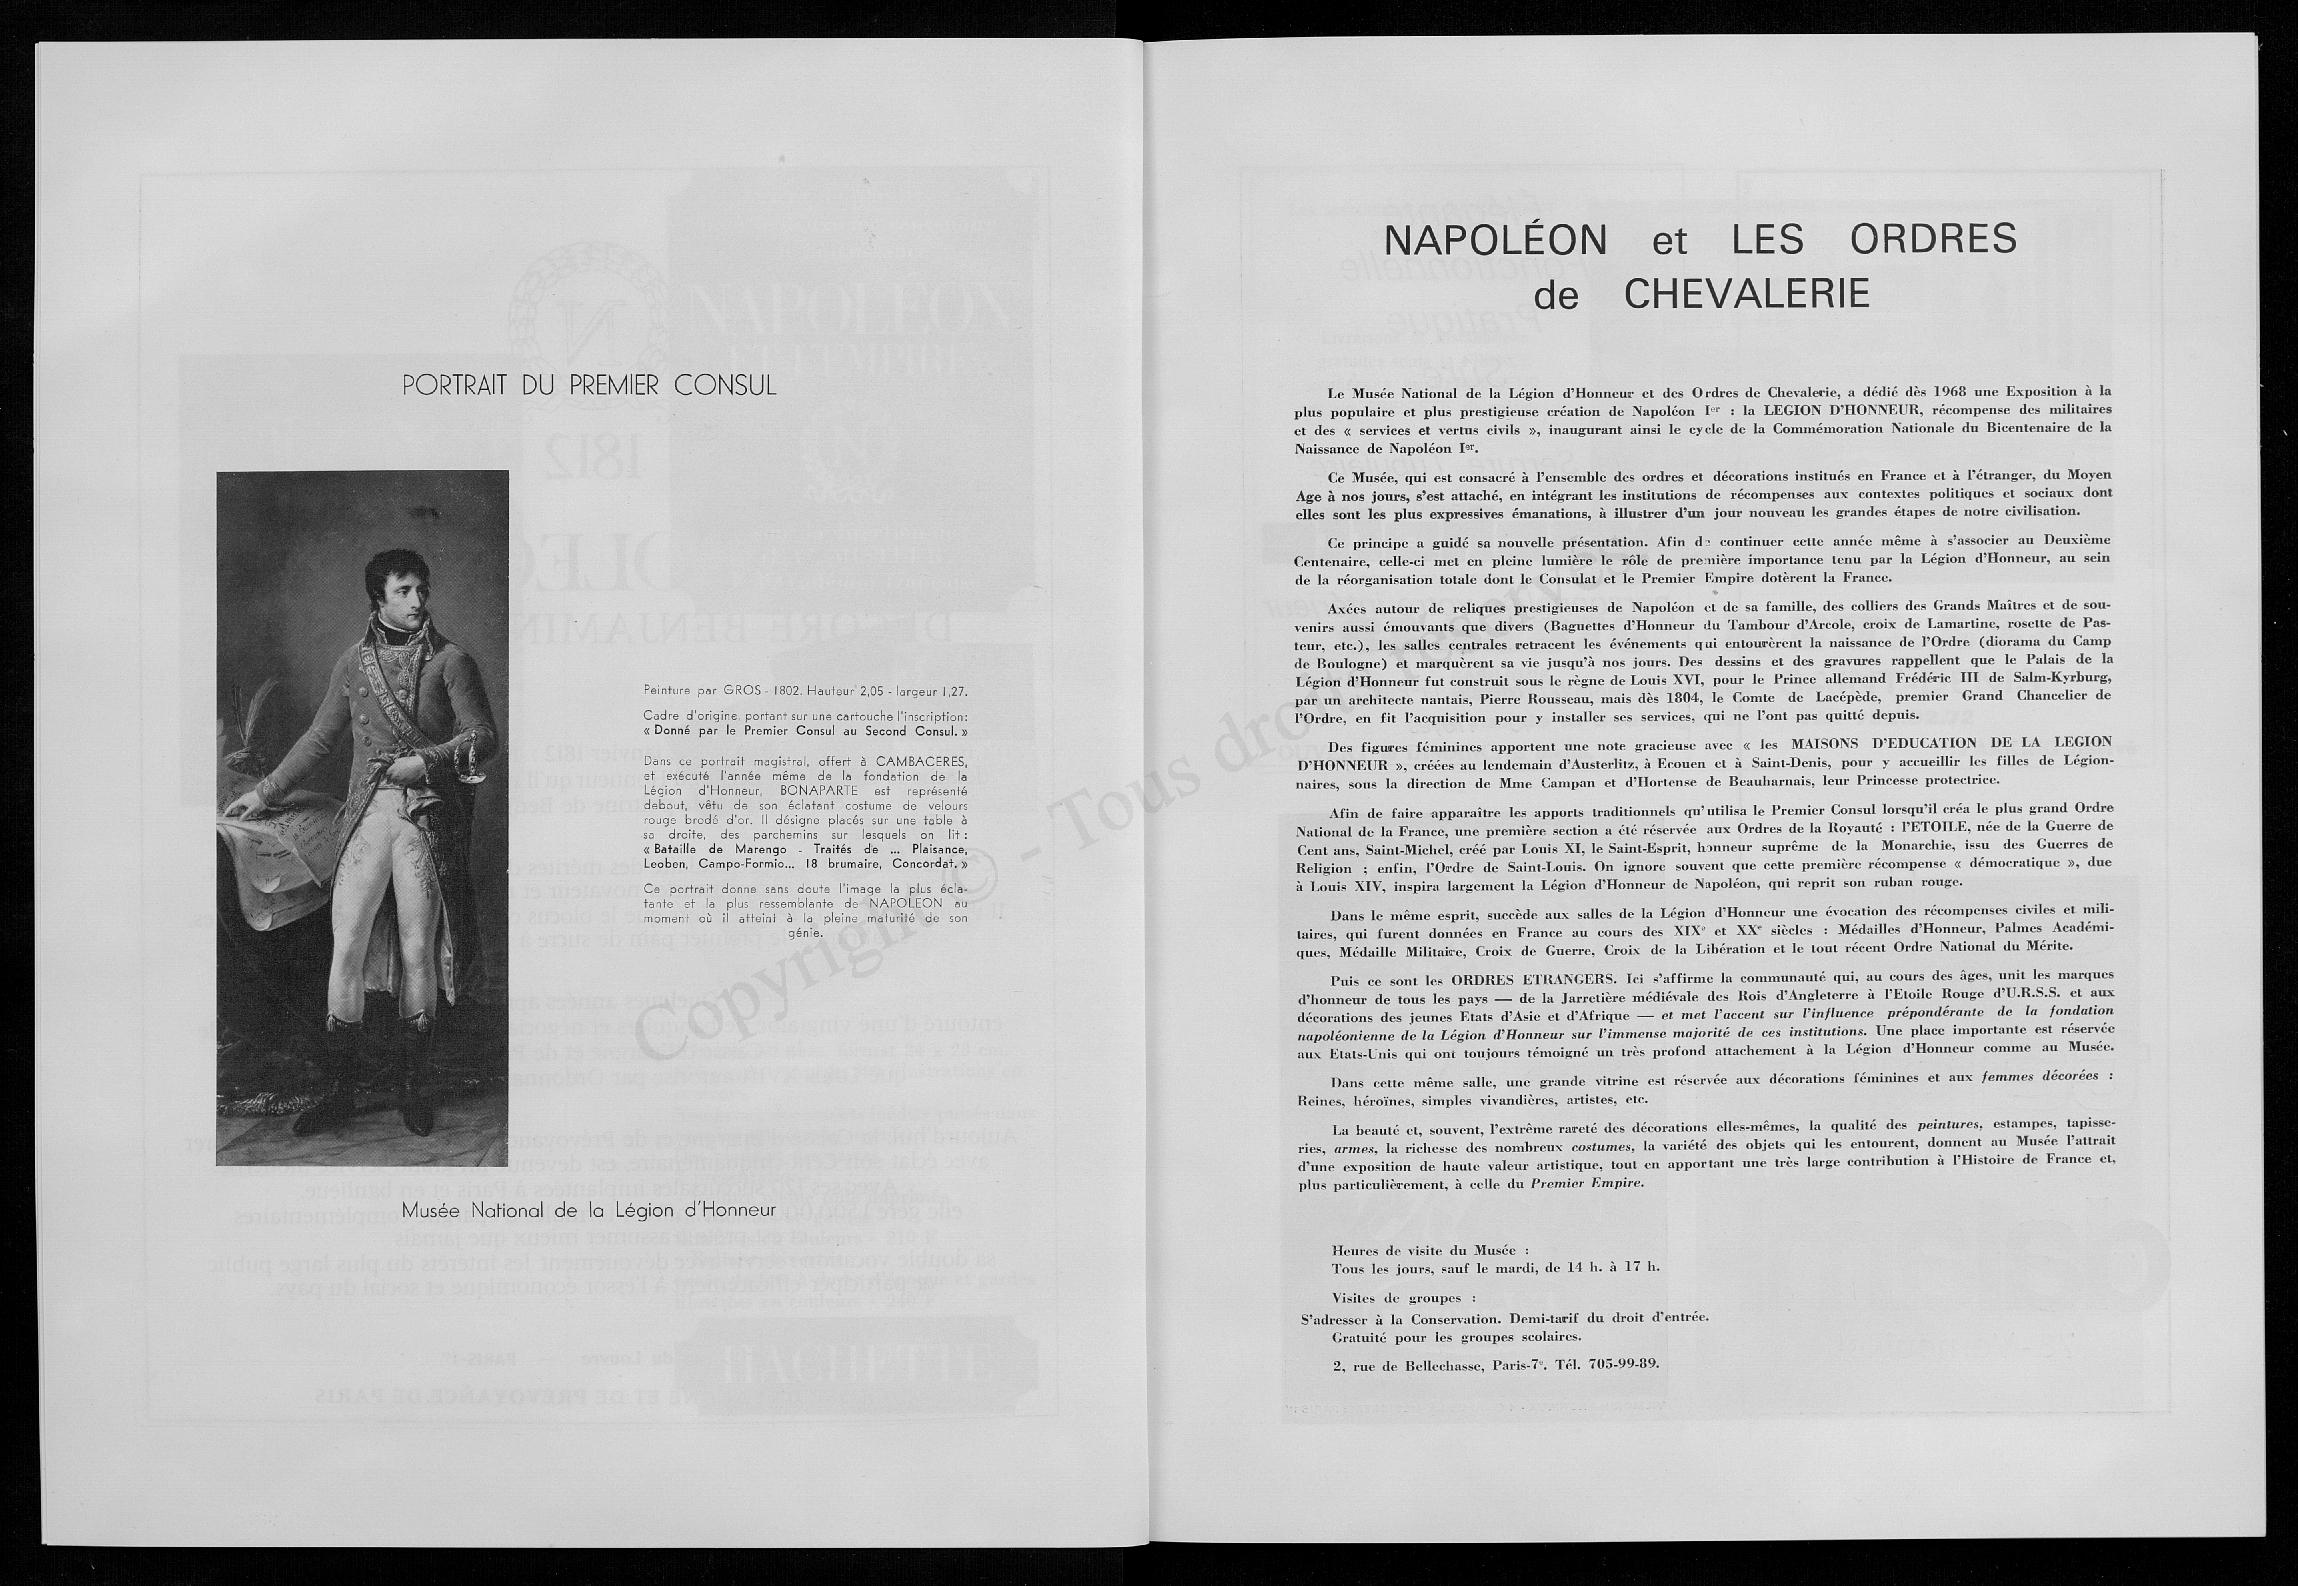 PORTRAIT DU PREMIER CONSUL
Peinture par GROS - 1802. Hauteur 2,05 - largeur 1,27.
Cadre d'origine, portant sur une cartouche l'inscription:
« Donné par le Premier Consul au Second Consul. »
Dans ce portrait magistral, offert à CAMBACERES,
et exécuté l'année même de la fondation de la
Légion d'Honneur, BONAPARTE est représenté
debout, vêtu de son éclatant costume de velours
rouge brodé d'or. Il désigne placés sur une table à
sa droite, des parchemins sur lesquels on lit :
« Bataille de Marengo - Traités de ... Plaisance,
Leoben, Campo-Formio... 18 brumaire, Concordat. »
Ce portrait donne sans doute l'image la plus écla-
tante et la plus ressemblante de NAPOLEON au
moment où il atteint à la pleine maturité de son
génie.
Musée National de la Légion d'Honneur
NAPOLÉON et LES ORDRES
de CHEVALERIE
Le Musée National de la Légion d'Honneur et des Ordres de Chevalerie, a dédié dès 1968 une Exposition à la
plus populaire et plus prestigieuse création de Napoléon Ier : la LEGION D'HONNEUR, récompense des militaires
et des « services et vertus civils », inaugurant ainsi le cycle de la Commémoration Nationale du Bicentenaire de la
Naissance de Napoléon Ier.
Ce Musée, qui est consacré à l'ensemble des ordres et décorations institués en France et à l'étranger, du Moyen
Age à nos jours, s'est attaché, en intégrant les institutions de récompenses aux contextes politiques et sociaux dont
elles sont les plus expressives émanations, à illustrer d'un jour nouveau les grandes étapes de notre civilisation.
Ce principe a guidé sa nouvelle présentation. Afin de continuer cette année même à s'associer au Deuxième
Centenaire, celle-ci met en pleine lumière le rôle de première importance tenu par la Légion d'Honneur, au sein
de la réorganisation totale dont le Consulat et le Premier Empire dotèrent la France.
Axées autour de reliques prestigieuses de Napoléon et de sa famille, des colliers des Grands Maîtres et de sou-
venirs aussi émouvants que divers (Baguettes d'Honneur du Tambour d'Arcole, croix de Lamartine, rosette de Pas-
teur, etc.), les salles centrales retracent les événements qui entourèrent la naissance de l'Ordre (diorama du Camp
de Boulogne) et marquèrent sa vie jusqu'à nos jours. Des dessins et des gravures rappellent que le Palais de la
Légion d'Honneur fut construit sous le règne de Louis XVI, pour le Prince allemand Frédéric III de Salm-Kyrburg,
par un architecte nantais, Pierre Rousseau, mais dès 1804, le Comte de Lacépède, premier Grand Chancelier de
l'Ordre, en fit l'acquisition pour y installer ses services, qui ne l'ont pas quitté depuis.
Des figures féminines apportent une note gracieuse avec « les MAISONS D'EDUCATION DE LA LEGION
D'HONNEUR », créées au lendemain d'Austerlitz, à Ecouen et à Saint-Denis, pour y accueillir les filles de Légion-
naires, sous la direction de Mme Campan et d'Hortense de Beauharnais, leur Princesse protectrice.
Afin de faire apparaître les apports traditionnels qu'utilisa le Premier Consul lorsqu'il créa le plus grand Ordre
National de la France, une première section a été réservée aux Ordres de la Royauté : l'ETOILE, née de la Guerre de
Cent ans, Saint-Michel, créé par Louis XI, le Saint-Esprit, honneur suprême de la Monarchie, issu des Guerres de
Religion ; enfin, l'Ordre de Saint-Louis. On ignore souvent que cette première récompense « démocratique », due
à Louis XIV, inspira largement la Légion d'Honneur de Napoléon, qui reprit son ruban rouge.
Dans le même esprit, succède aux salles de la Légion d'Honneur une évocation des récompenses civiles et mili-
taires, qui furent données en France au cours des XIXe et XXe siècles : Médailles d'Honneur, Palmes Académi-
ques, Médaille Militaire, Croix de Guerre, Croix de la Libération et le tout récent Ordre National du Mérite.
Puis ce sont les ORDRES ETRANGERS. Ici s'affirme la communauté qui, au cours des âges, unit les marques
d'honneur de tous les pays — de la Jarretière médiévale des Rois d'Angleterre à l'Etoile Rouge d'U.R.S.S. et aux
décorations des jeunes Etats d'Asie et d'Afrique — et met l'accent sur l'influence prépondérante de la fondation
napoléonienne de la Légion d'Honneur sur l'immense majorité de ces institutions. Une place importante est réservée
aux Etats-Unis qui ont toujours témoigné un très profond attachement à la Légion d'Honneur comme au Musée.
Dans cette même salle, une grande vitrine est réservée aux décorations féminines et aux femmes décorées :
Reines, héroïnes, simples vivandières, artistes, etc.
La beauté et, souvent, l'extrême rareté des décorations elles-mêmes, la qualité des peintures, estampes, tapisse-
ries, armes, la richesse des nombreux costumes, la variété des objets qui les entourent, donnent au Musée l'attrait
d'une exposition de haute valeur artistique, tout en apportant une très large contribution à l'Histoire de France et,
plus particulièrement, à celle du Premier Empire.
Heures de visite du Musée :
Tous les jours, sauf le mardi, de 14 h. à 17 h.
Visites de groupes :
S'adresser à la Conservation. Demi-tarif du droit d'entrée.
Gratuité pour les groupes scolaires.
2, rue de Bellechasse, Paris-7e. Tél. 705-99-89.
Copyright © - Tous droits